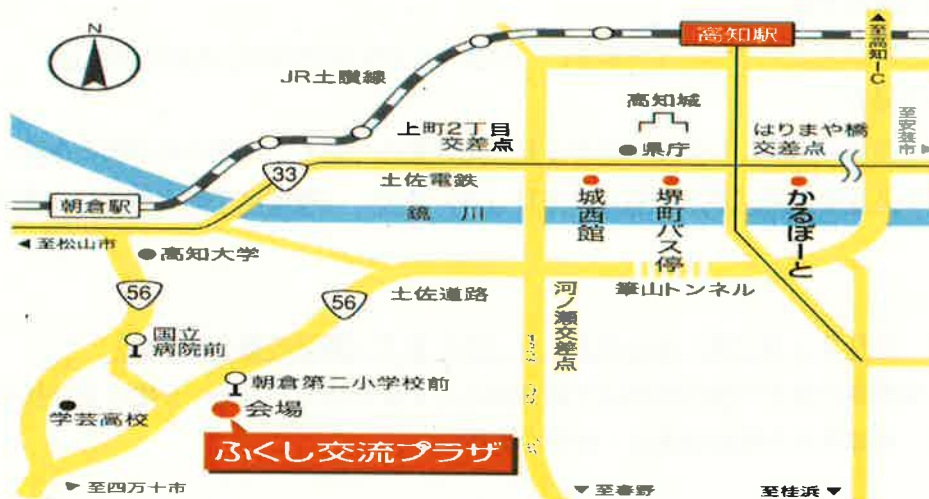 N
高知駅
至高知IC
JR土讃線
高知城
至安芸市
上町2丁目
交差点
県庁
はりまや橋
交差点
33
土佐電鉄
朝倉駅
鏡川
城西館
堺町バス停
かるぽーと
至松山市
高知大学
56
56
土佐道路
河ノ瀬交差点
筆山トンネル
国立
病院前
朝倉第二小学校前
学芸高校
会場
ふくし交流プラザ
至四万十市
至春野
至桂浜